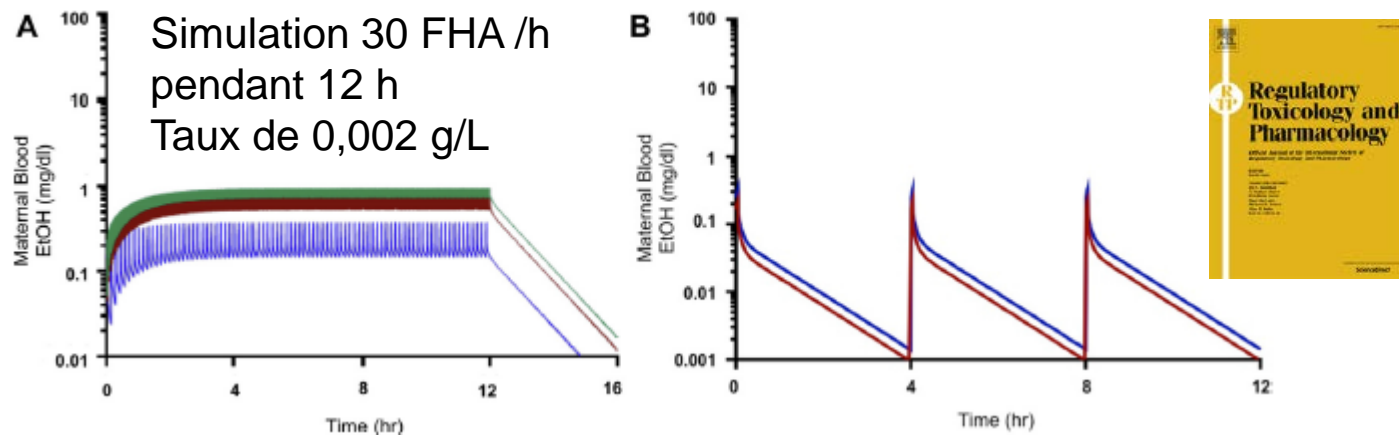 A
Simulation 30 FHA /h
pendant 12 h
Taux de 0,002 g/L
Maternal Blood
EtOH (mg/dl)
100
10
1
0.1
0.01
0
4
8
12
16
Time (hr)
B
Maternal Blood
EtOH (mg/dl)
100
10
1
0.1
0.01
0.001
0
4
8
12
Time (hr)
R
TP
Regulatory
Toxicology and
Pharmacology
ScienceDirect